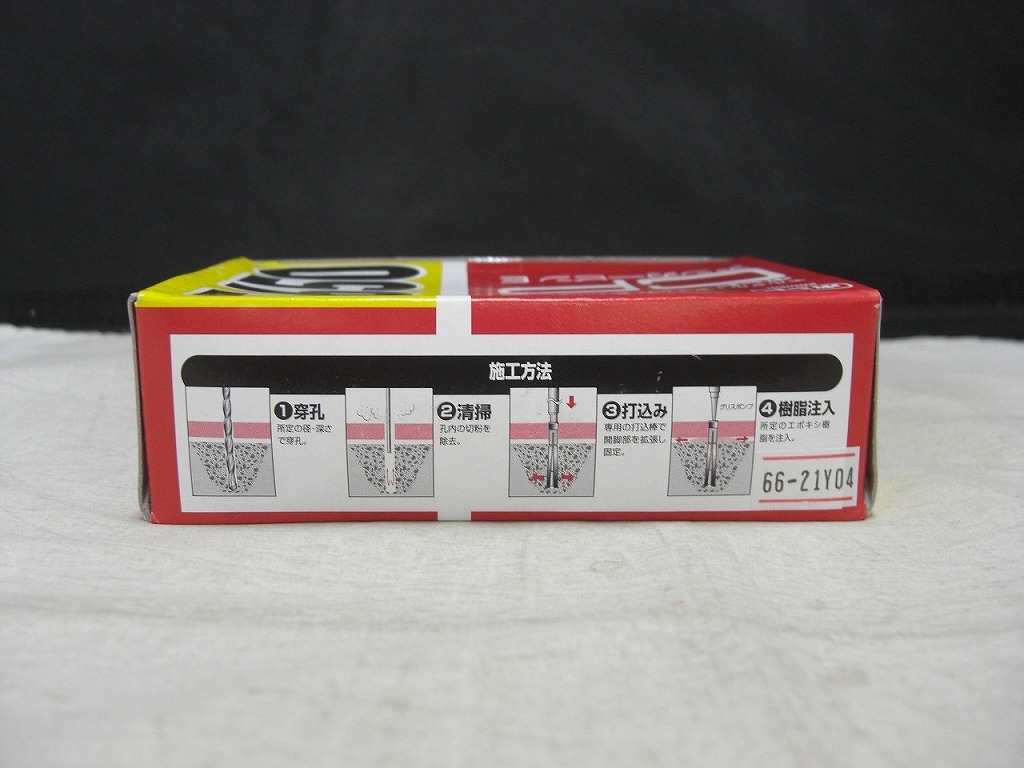 施工方法
❶穿孔
所定の径・深さ
で穿孔。
❷清掃
孔内の切粉を
除去。
❸打込み
専用の打込棒で
開脚部を拡張し
固定。
グリスポンプ
❹樹脂注入
所定のエポキシ樹
脂を注入。
66-21Y04